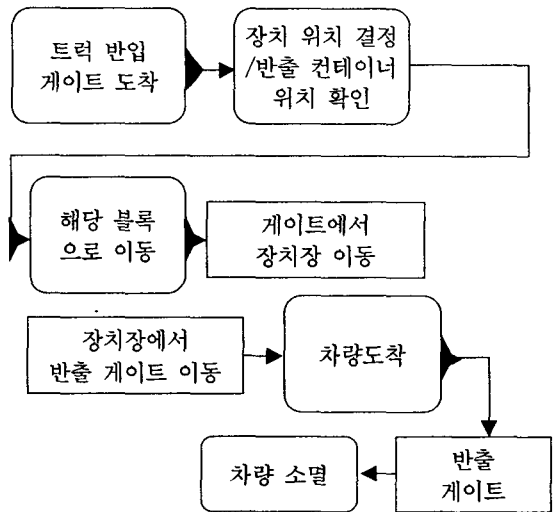 트럭 반입
게이트 도착
장치 위치 결정
/반출 컨테이너
위치 확인
해당 블록
으로 이동
게이트에서
장치장 이동
장치장에서
반출 게이트 이동
차량도착
차량 소멸
반출
게이트